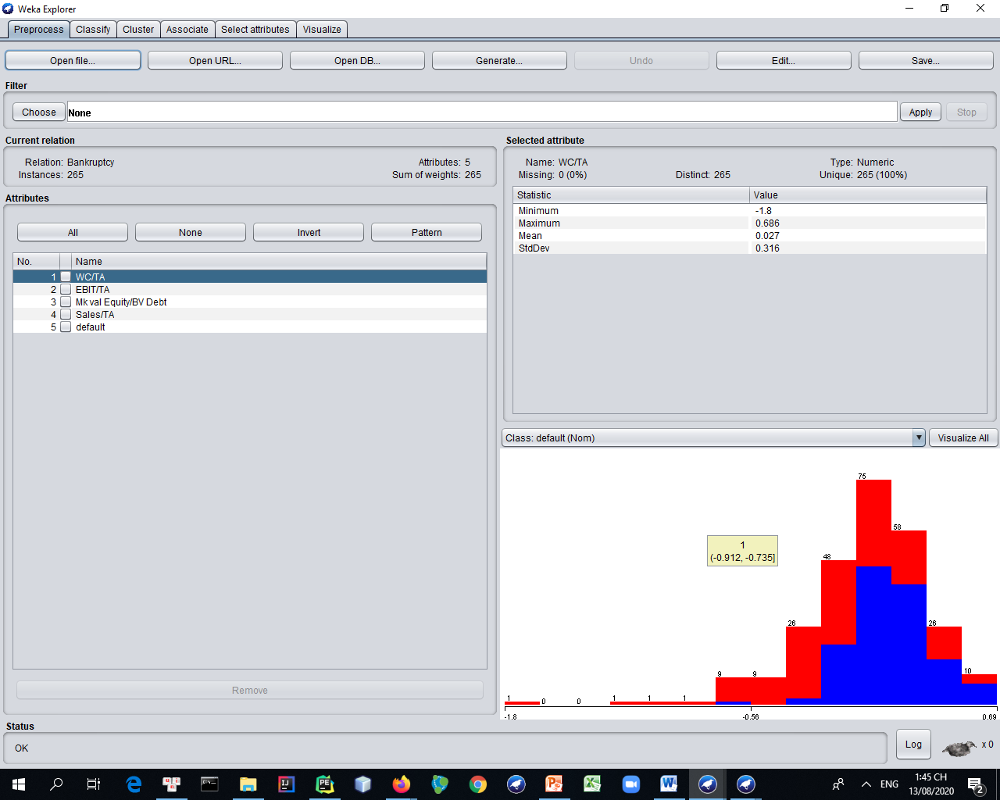 Weka Explorer
Preprocess Classify Cluster Associate Select attributes Visualize
Open file... Open URL... Open DB... Generate... Undo Edit... Save...
Filter
Choose None Apply Stop
Current relation
Relation: Bankruptcy Attributes: 5
Instances: 265 Sum of weights: 265
Attributes
All None Invert Pattern
No. Name
1 WC/TA
2 EBIT/TA
3 Mk val Equity/BV Debt
4 Sales/TA
5 default
Remove
Selected attribute
Name: WC/TA Type: Numeric
Missing: 0 (0%) Distinct: 265 Unique: 265 (100%)
Statistic Value
Minimum -1.8
Maximum 0.686
Mean 0.027
StdDev 0.316
Class: default (Nom) Visualize All
75
58
1
(-0.912, -0.735]
48
26 26
9 9 10
1 0 0 1 1 1
-1.8 -0.56 0.69
Status
OK Log x 0
ENG 1:45 CH
13/08/2020 2